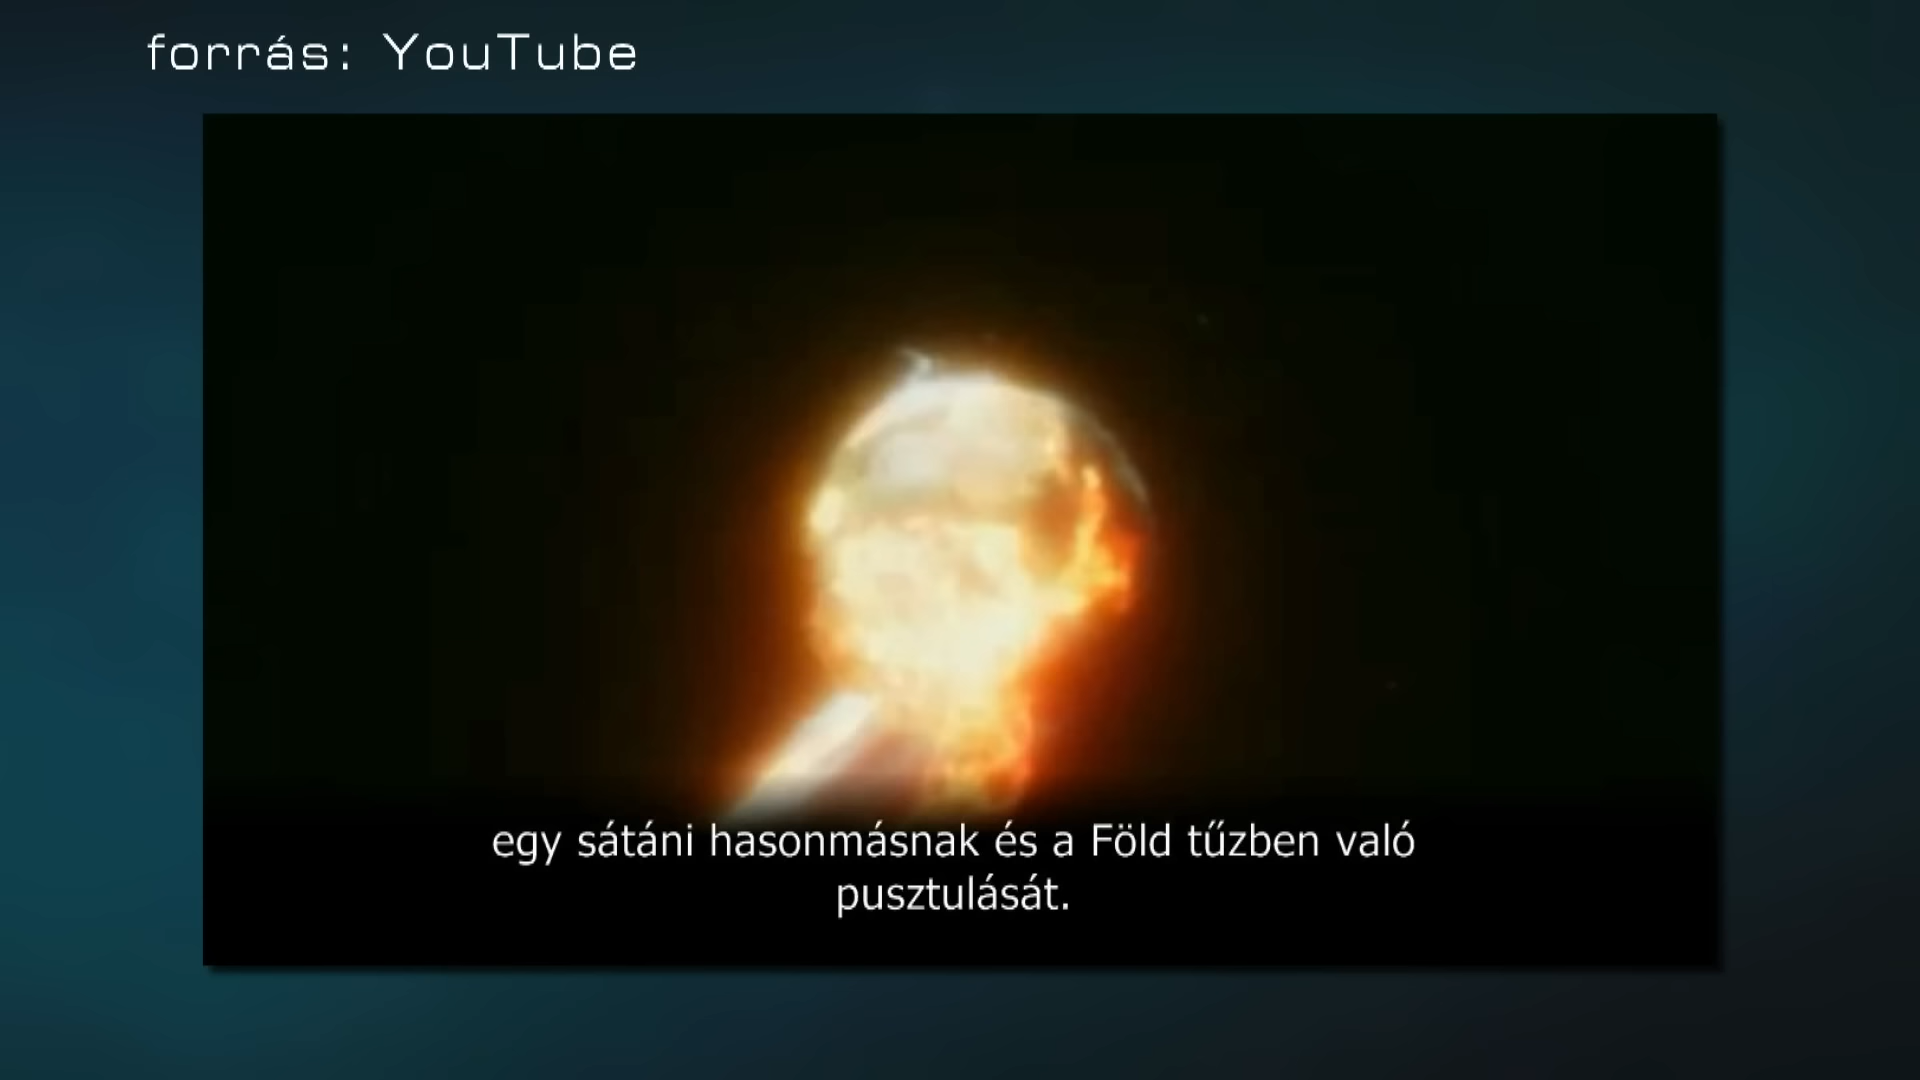 forrás: YouTube
egy sátáni hasonmásnak és a Föld tűzben való
pusztulását.